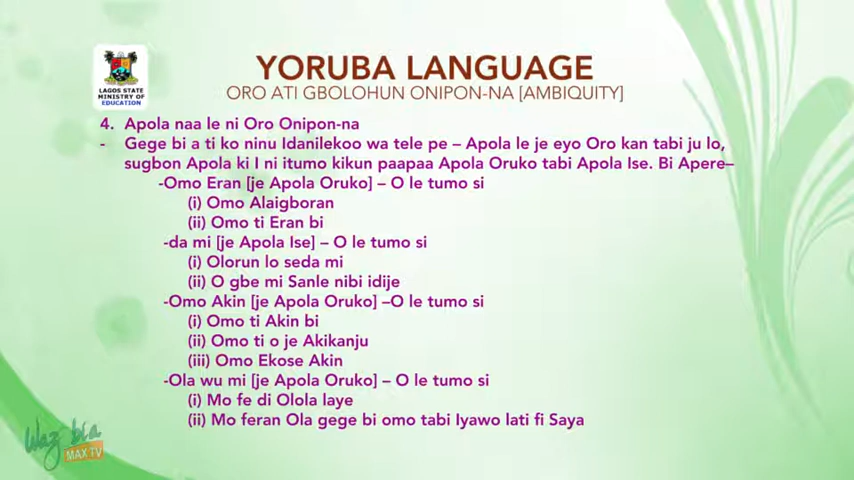 LAGOS STATE
MINISTRY OF
EDUCATION
YORUBA LANGUAGE
ORO ATI GBOLOHUN ONIPON-NA [AMBIQUITY]
4. Apola naa le ni Oro Onipon-na
- Gege bi a ti ko ninu Idanilekoo wa tele pe – Apola le je eyo Oro kan tabi ju lo,
sugbon Apola ki I ni itumo kikun paapaa Apola Oruko tabi Apola Ise. Bi Apere–
-Omo Eran [je Apola Oruko] – O le tumo si
(i) Omo Alaigboran
(ii) Omo ti Eran bi
-da mi [je Apola Ise] – O le tumo si
(i) Olorun lo seda mi
(ii) O gbe mi Sanle nibi idije
-Omo Akin [je Apola Oruko] –O le tumo si
(i) Omo ti Akin bi
(ii) Omo ti o je Akikanju
(iii) Omo Ekose Akin
-Ola wu mi [je Apola Oruko] – O le tumo si
(i) Mo fe di Olola laye
(ii) Mo feran Ola gege bi omo tabi Iyawo lati fi Saya
Wazobia
MAX TV